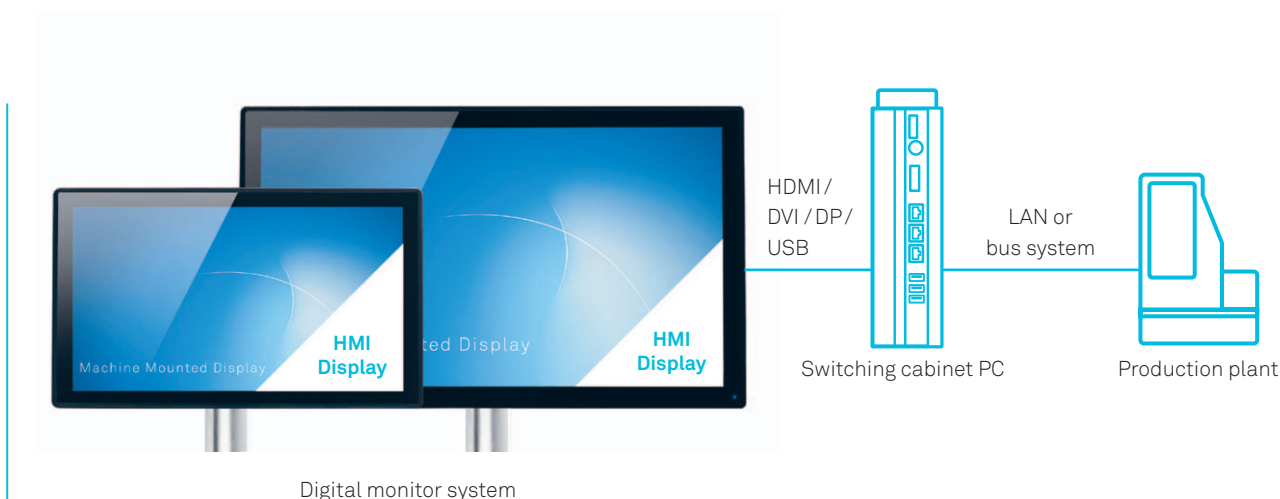 Machine Mounted Display
HMI
Display
ted Display
HMI
Display
HDMI/
DVI / DP/
USB
LAN or
bus system
Switching cabinet PC
Production plant
Digital monitor system